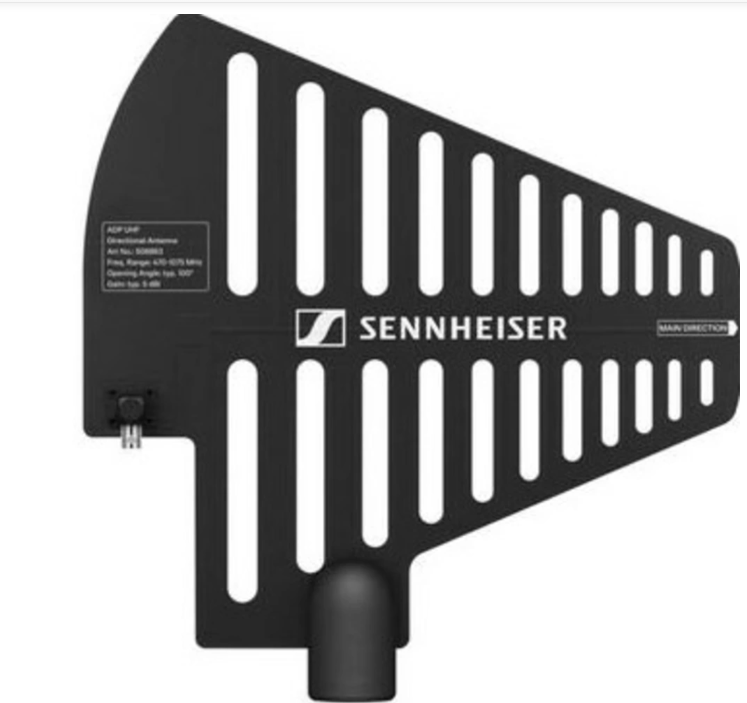 ADP UHF
Directional Antenna
Art No.: 508863
Freq. Range: 470-1075 MHz
Opening Angle: typ. 100°
Gain: typ. 5 dBi
SENNHEISER
MAIN DIRECTION